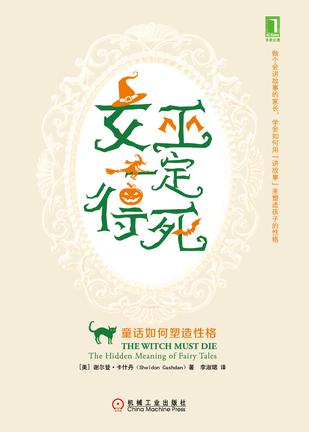 做个会讲故事的家长，学会如何用「讲故事」来塑造孩子的性格
女巫
一定
得死
童话如何塑造性格
THE WITCH MUST DIE
The Hidden Meaning of Fairy Tales
[美] 谢尔登·卡什丹 (Sheldon Cashdan) 著 李淑珺 译
机械工业出版社
China Machine Press